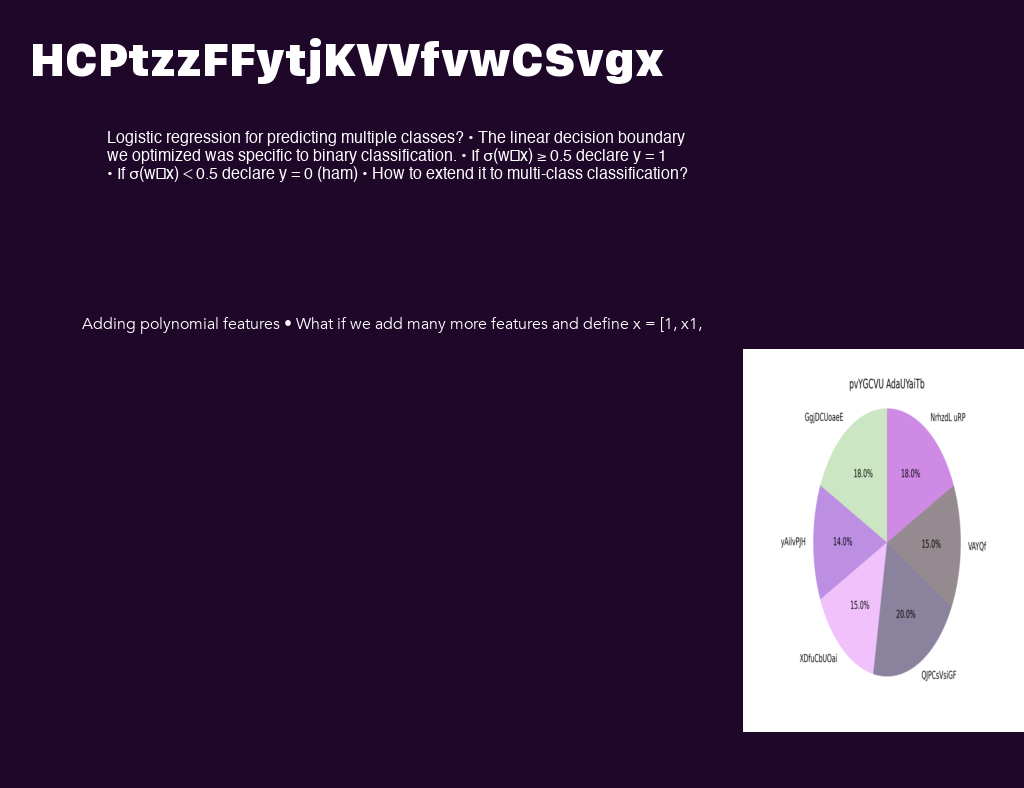 HCPtzzFFytjKVVfvwCSvgx
Logistic regression for predicting multiple classes? • The linear decision boundary
we optimized was specific to binary classification. • If σ(w□x) ≥ 0.5 declare y = 1
• If σ(w□x) < 0.5 declare y = 0 (ham) • How to extend it to multi-class classification?
Adding polynomial features • What if we add many more features and define x = [1, x1,
pvYGCVU AdaUYaiTb
GgjDCUoaeE
NrhzdL uRP
18.0%
18.0%
yAilvPJH
14.0%
15.0%
VAYQf
15.0%
20.0%
XDfuCbUOai
QJPCsVsiGF